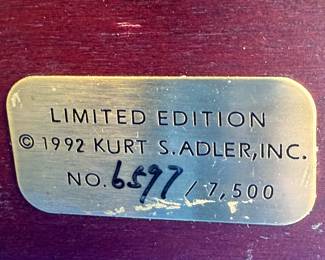 LIMITED EDITION
© 1992 KURT S. ADLER, INC.
NO. 6597 / 7,500